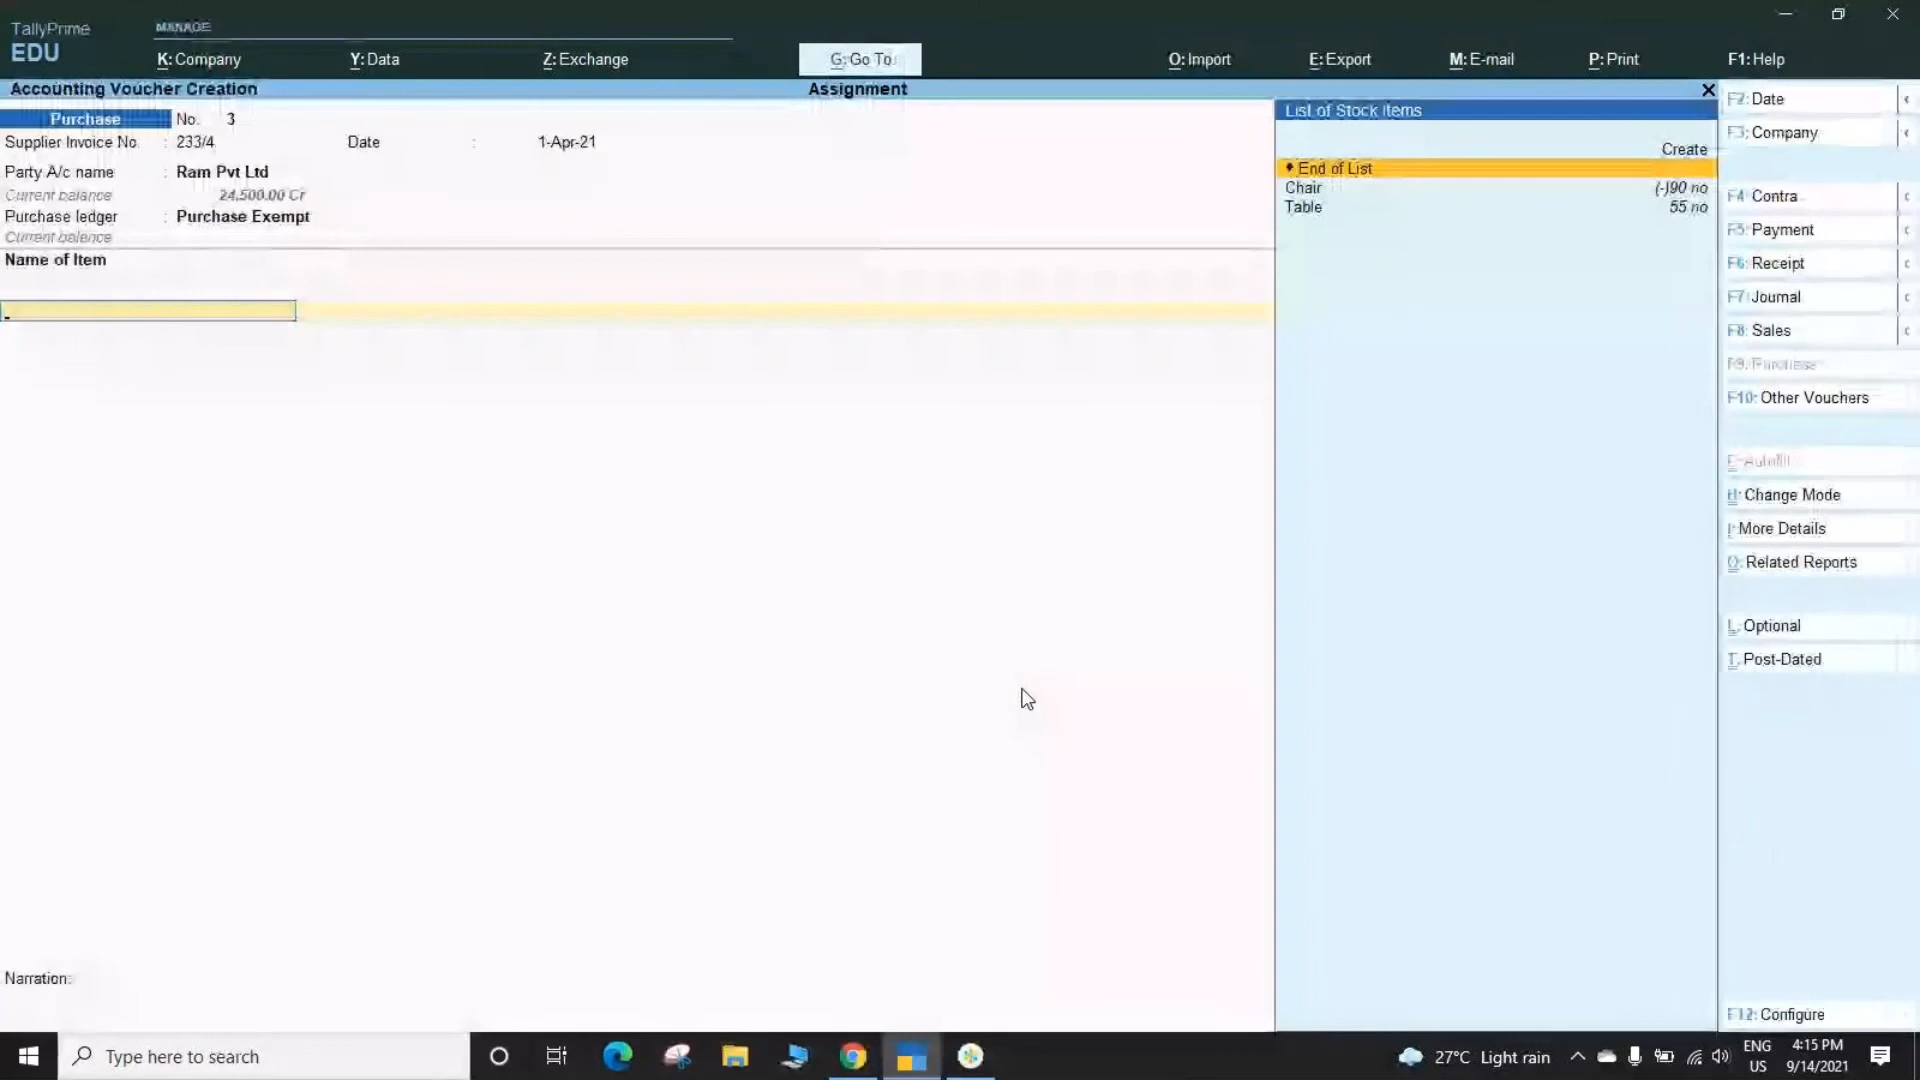 TallyPrime
EDU
MANAGE
K: Company
Y: Data
Z: Exchange
G: Go To
O: Import
E: Export
M: E-mail
P: Print
F1: Help
Accounting Voucher Creation
Assignment
Purchase No. 3
Supplier Invoice No. : 233/4 Date : 1-Apr-21
Party A/c name : Ram Pvt Ltd
Current balance 24,500.00 Cr
Purchase ledger : Purchase Exempt
Current balance
Name of Item
Narration:
List of Stock Items
Create
♦ End of List
Chair (-)90 no
Table 55 no
F2: Date
F3: Company
F4: Contra
F5: Payment
F6: Receipt
F7: Journal
F8: Sales
F9: Purchase
F10: Other Vouchers
E: Autofill
H: Change Mode
I: More Details
O: Related Reports
L: Optional
T: Post-Dated
F12: Configure
Type here to search
27°C Light rain
ENG
US
4:15 PM
9/14/2021